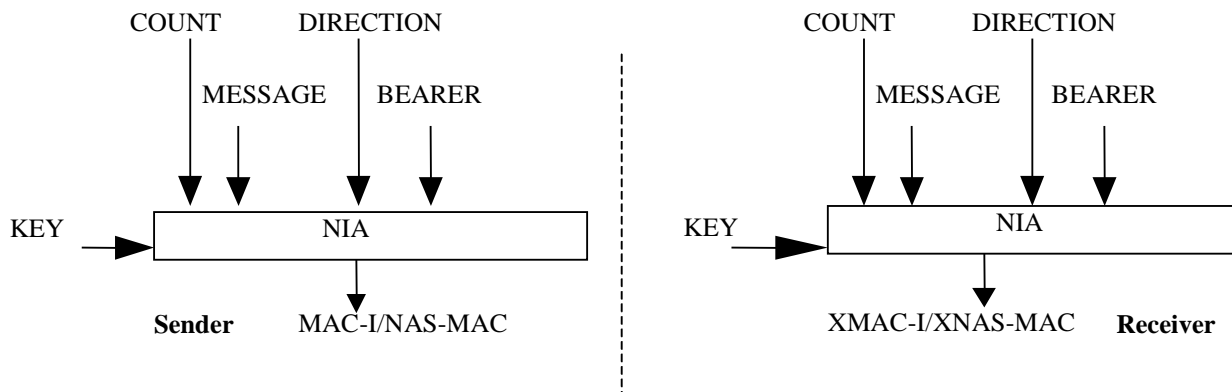 COUNT DIRECTION
MESSAGE BEARER
KEY
NIA
Sender MAC-I/NAS-MAC
COUNT DIRECTION
MESSAGE BEARER
KEY
NIA
XMAC-I/XNAS-MAC Receiver